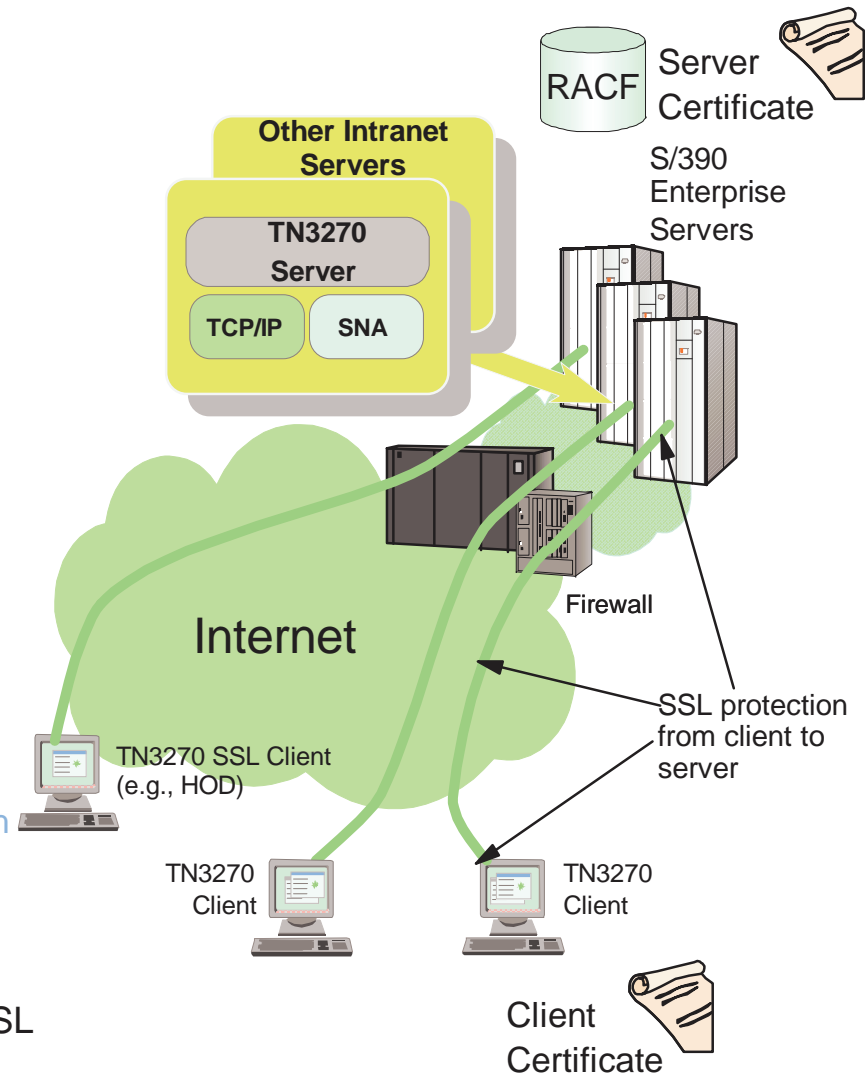 RACF
Server
Certificate
S/390
Enterprise
Servers
Other Intranet
Servers
TN3270
Server
TCP/IP
SNA
Firewall
Internet
SSL protection
from client to
server
TN3270 SSL Client
(e.g., HOD)
TN3270
Client
TN3270
Client
Client
Certificate